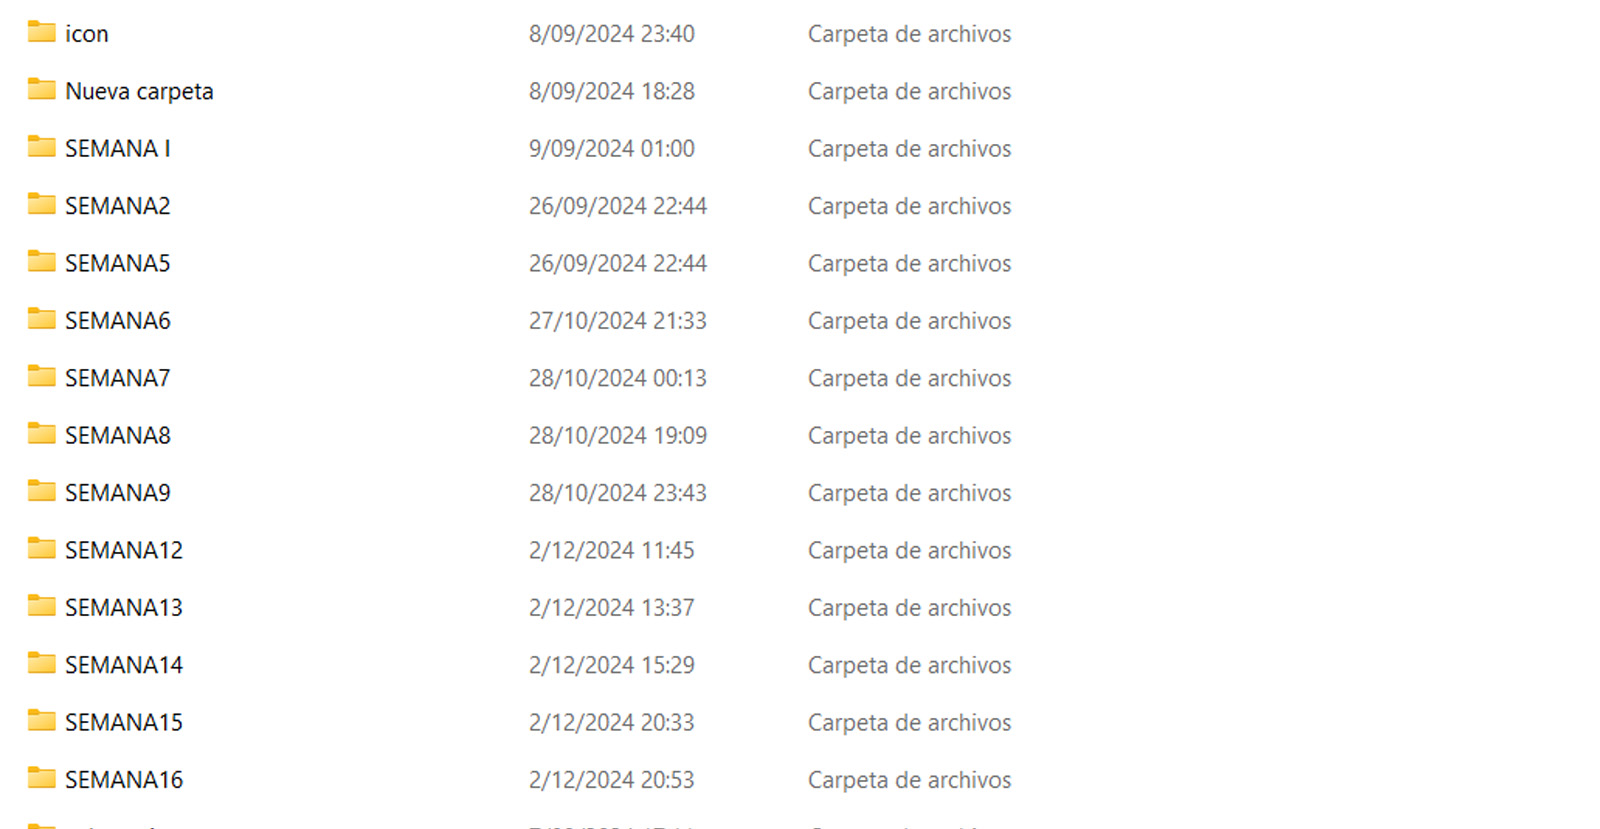 icon 8/09/2024 23:40 Carpeta de archivos
Nueva carpeta 8/09/2024 18:28 Carpeta de archivos
SEMANA I 9/09/2024 01:00 Carpeta de archivos
SEMANA2 26/09/2024 22:44 Carpeta de archivos
SEMANA5 26/09/2024 22:44 Carpeta de archivos
SEMANA6 27/10/2024 21:33 Carpeta de archivos
SEMANA7 28/10/2024 00:13 Carpeta de archivos
SEMANA8 28/10/2024 19:09 Carpeta de archivos
SEMANA9 28/10/2024 23:43 Carpeta de archivos
SEMANA12 2/12/2024 11:45 Carpeta de archivos
SEMANA13 2/12/2024 13:37 Carpeta de archivos
SEMANA14 2/12/2024 15:29 Carpeta de archivos
SEMANA15 2/12/2024 20:33 Carpeta de archivos
SEMANA16 2/12/2024 20:53 Carpeta de archivos